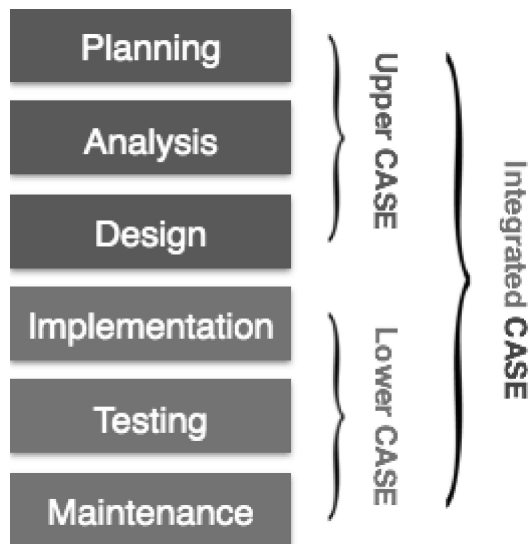 Planning
Analysis
Design
Implementation
Testing
Maintenance
Upper CASE
Lower CASE
Integrated CASE